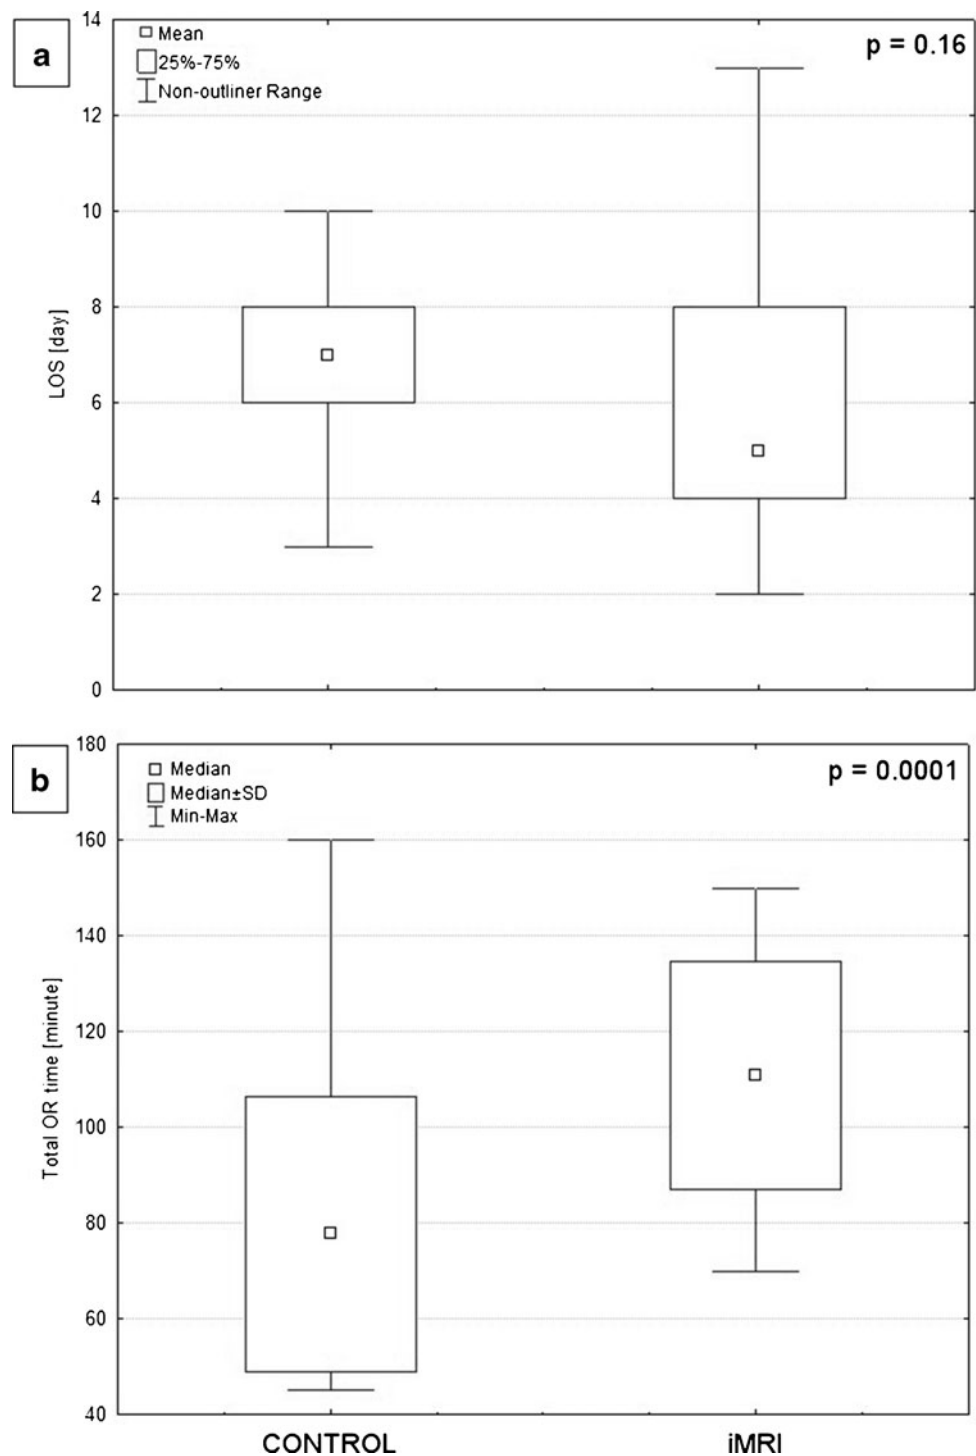 a
Mean
25%-75%
Non-outliner Range
p = 0.16
14
12
10
8
6
4
2
0
LOS [day]
b
Median
Median±SD
Min-Max
p = 0.0001
180
160
140
120
100
80
60
40
Total OR time [minute]
CONTROL iMRI